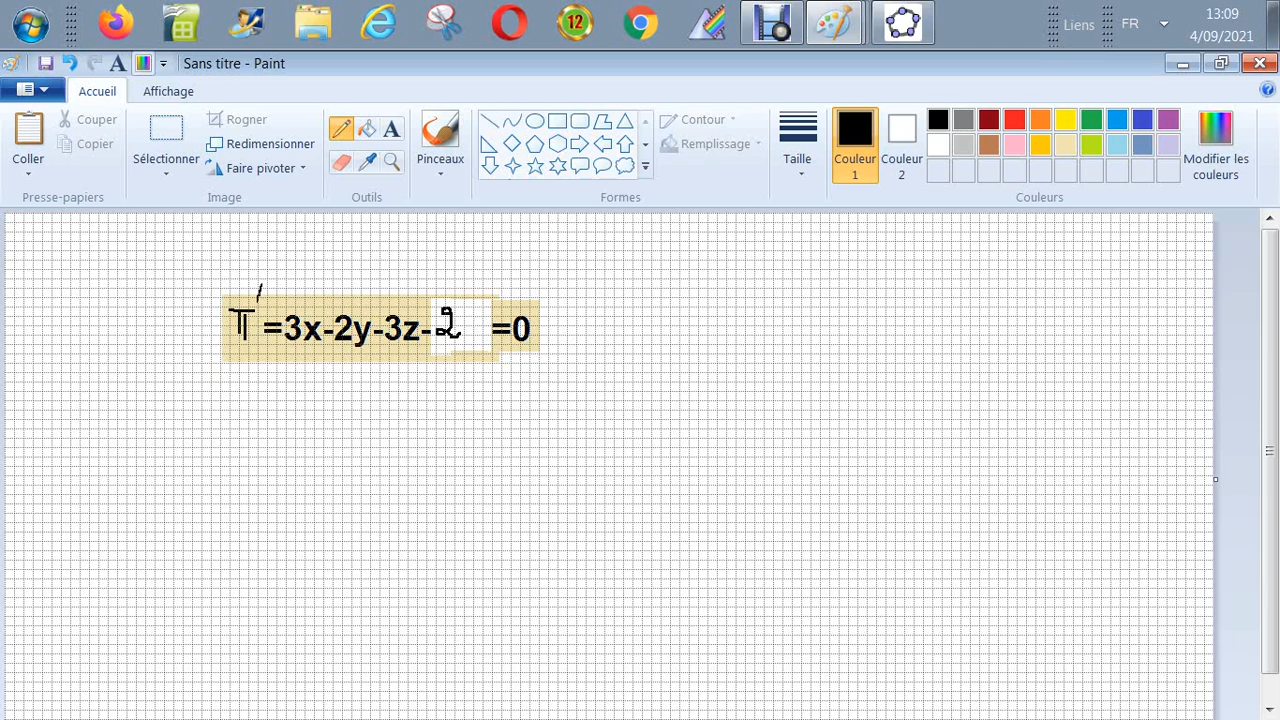 12
Liens
FR
13:09
4/09/2021
Sans titre - Paint
Accueil
Affichage
Coller
Couper
Copier
Presse-papiers
Sélectionner
Rogner
Redimensionner
Faire pivoter
Image
A
Outils
Pinceaux
Contour
Remplissage
Formes
Taille
Couleur 1
Couleur 2
Modifier les couleurs
Couleurs
π'=3x-2y-3z-2 =0